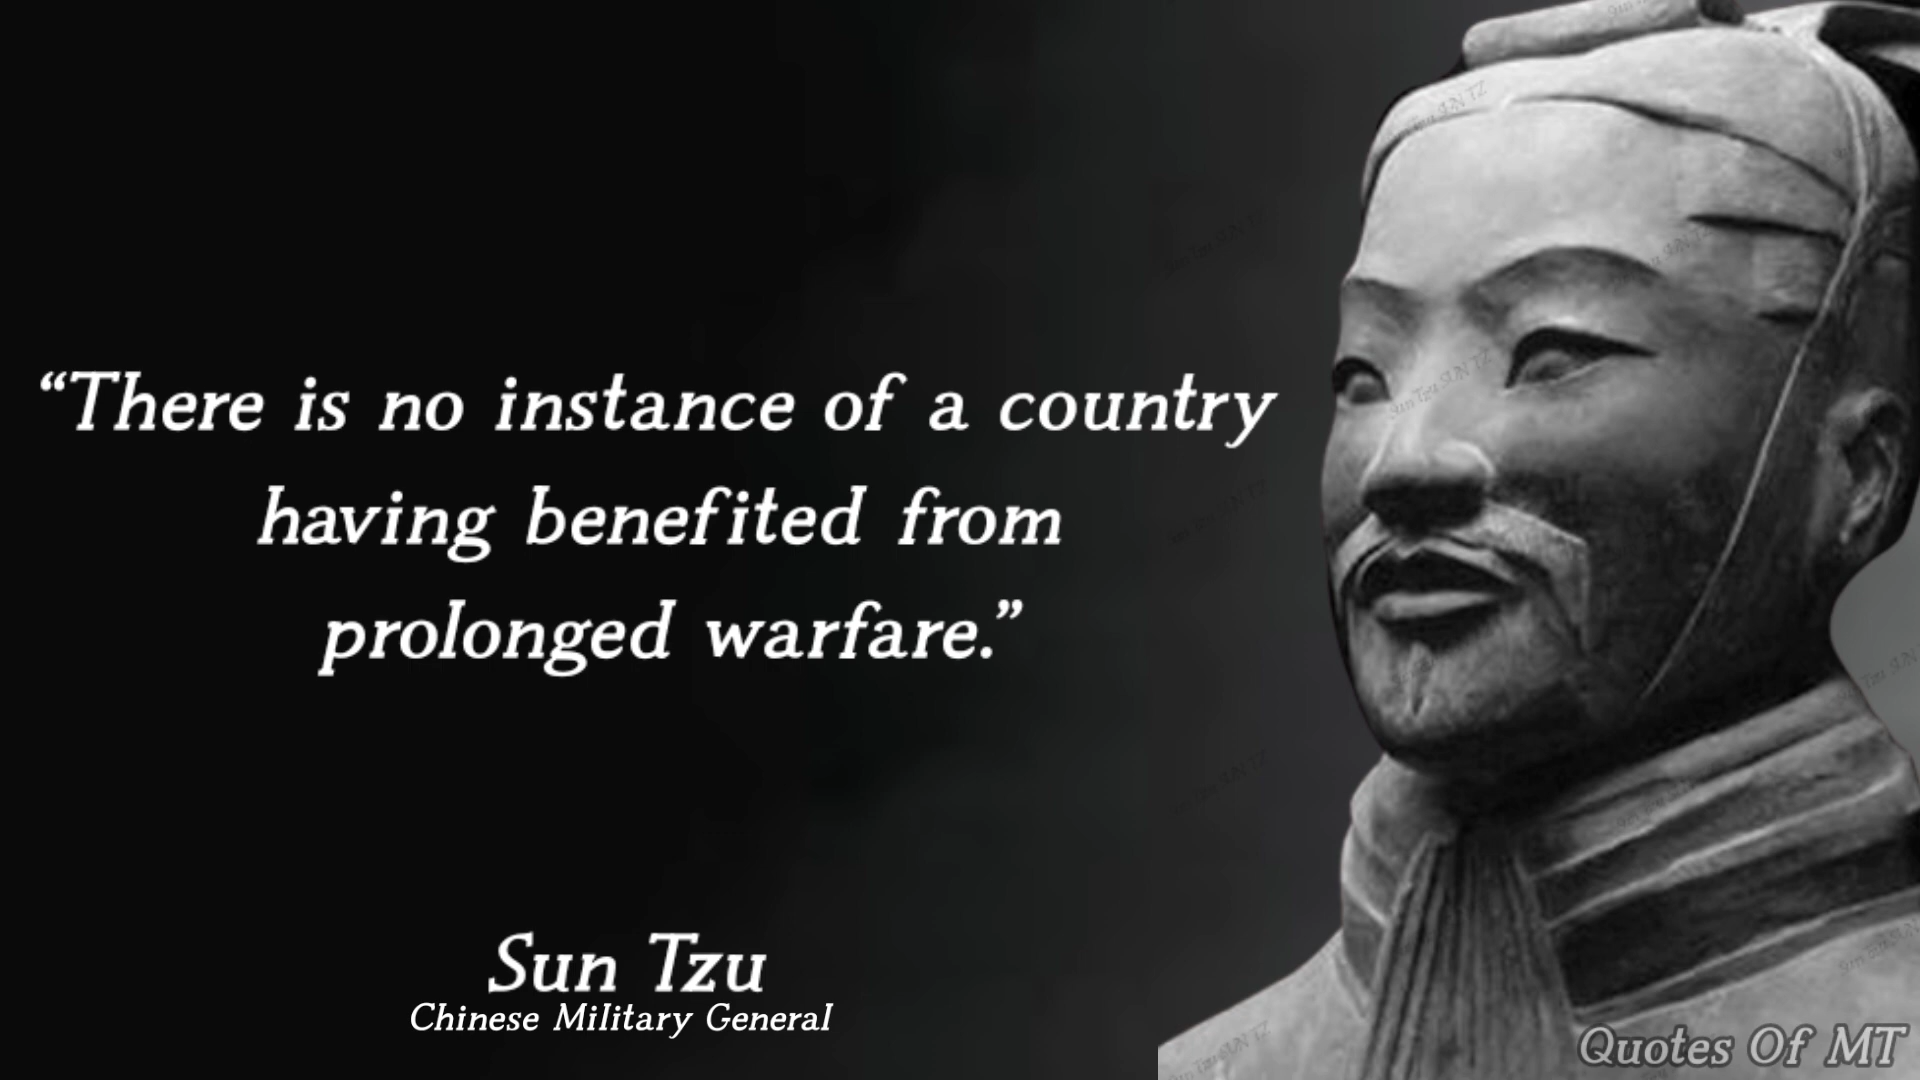 “There is no instance of a country
having benefited from
prolonged warfare.”
Sun Tzu
Chinese Military General
Quotes Of MT